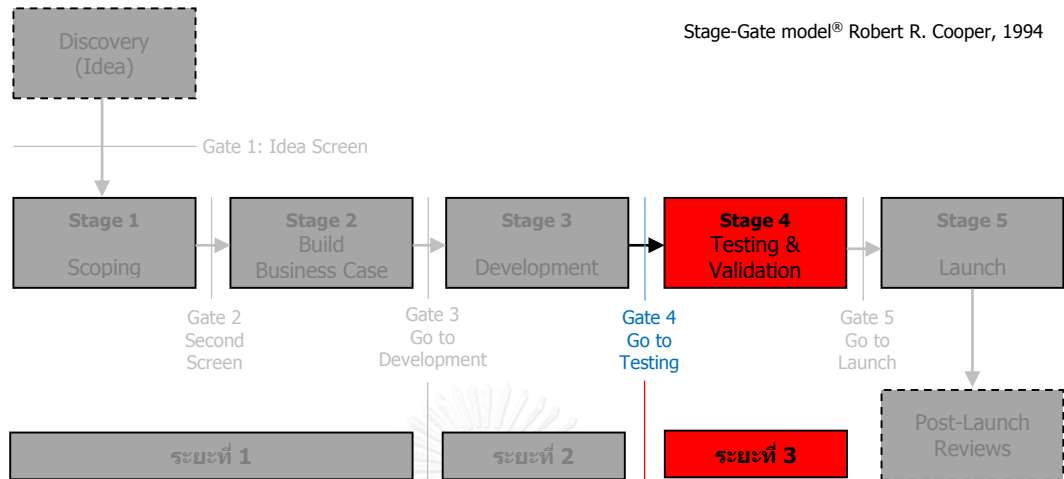 Discovery
(Idea)
Stage-Gate model® Robert R. Cooper, 1994
Gate 1: Idea Screen
Stage 1
Scoping
Stage 2
Build
Business Case
Stage 3
Development
Stage 4
Testing &
Validation
Stage 5
Launch
Gate 2
Second
Screen
Gate 3
Go to
Development
Gate 4
Go to
Testing
Gate 5
Go to
Launch
Post-Launch
Reviews
ระยะที่ 1
ระยะที่ 2
ระยะที่ 3